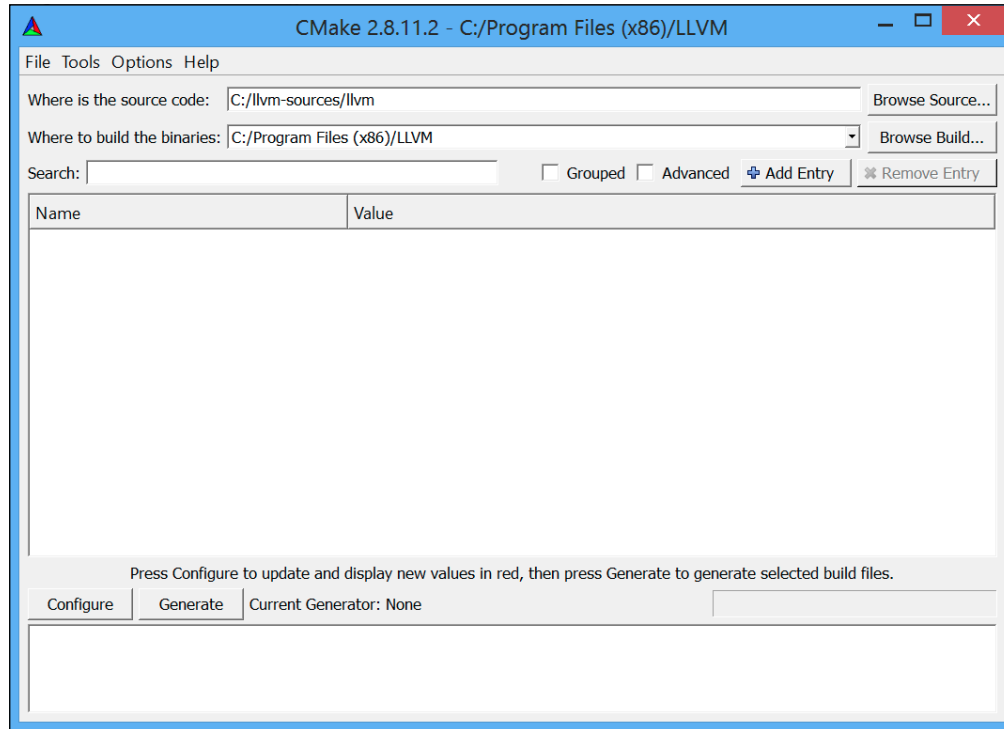 CMake 2.8.11.2 - C:/Program Files (x86)/LLVM
File Tools Options Help
Where is the source code: C:/llvm-sources/llvm Browse Source...
Where to build the binaries: C:/Program Files (x86)/LLVM Browse Build...
Search: Grouped Advanced Add Entry Remove Entry
Name Value
Press Configure to update and display new values in red, then press Generate to generate selected build files.
Configure Generate Current Generator: None